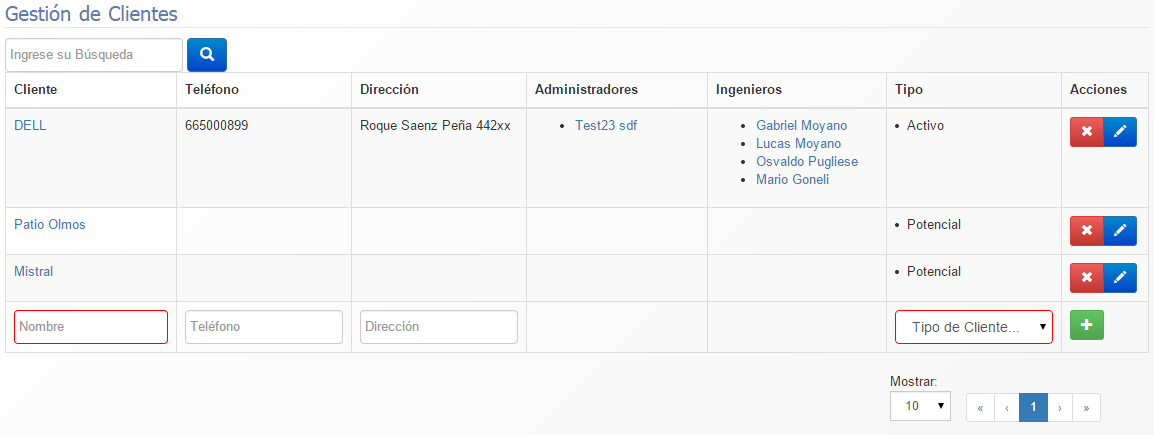 Gestión de Clientes
Ingrese su Búsqueda
Cliente Teléfono Dirección Administradores Ingenieros Tipo Acciones
DELL 665000899 Roque Saenz Peña 442xx • Test23 sdf • Gabriel Moyano • Activo
• Lucas Moyano
• Osvaldo Pugliese
• Mario Goneli
Patio Olmos • Potencial
Mistral • Potencial
Nombre Teléfono Dirección Tipo de Cliente...
Mostrar:
10 « ‹ 1 › »